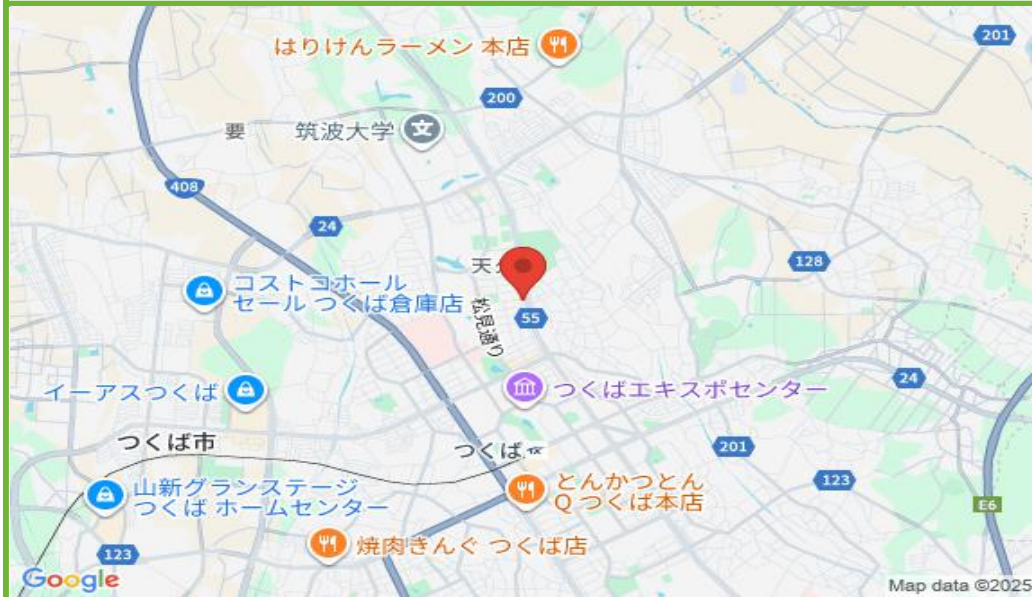 はりけんラーメン 本店
201
200
要
筑波大学
文
408
24
天
128
コストコホール
セール つくば倉庫店
松見通り
55
イーアスつくば
つくばエキスポセンター
24
つくば市
つくば
201
とんかつとん
Q つくば本店
123
山新グランステージ
つくば ホームセンター
E6
焼肉きんぐ つくば店
123
Google
Map data ©2025